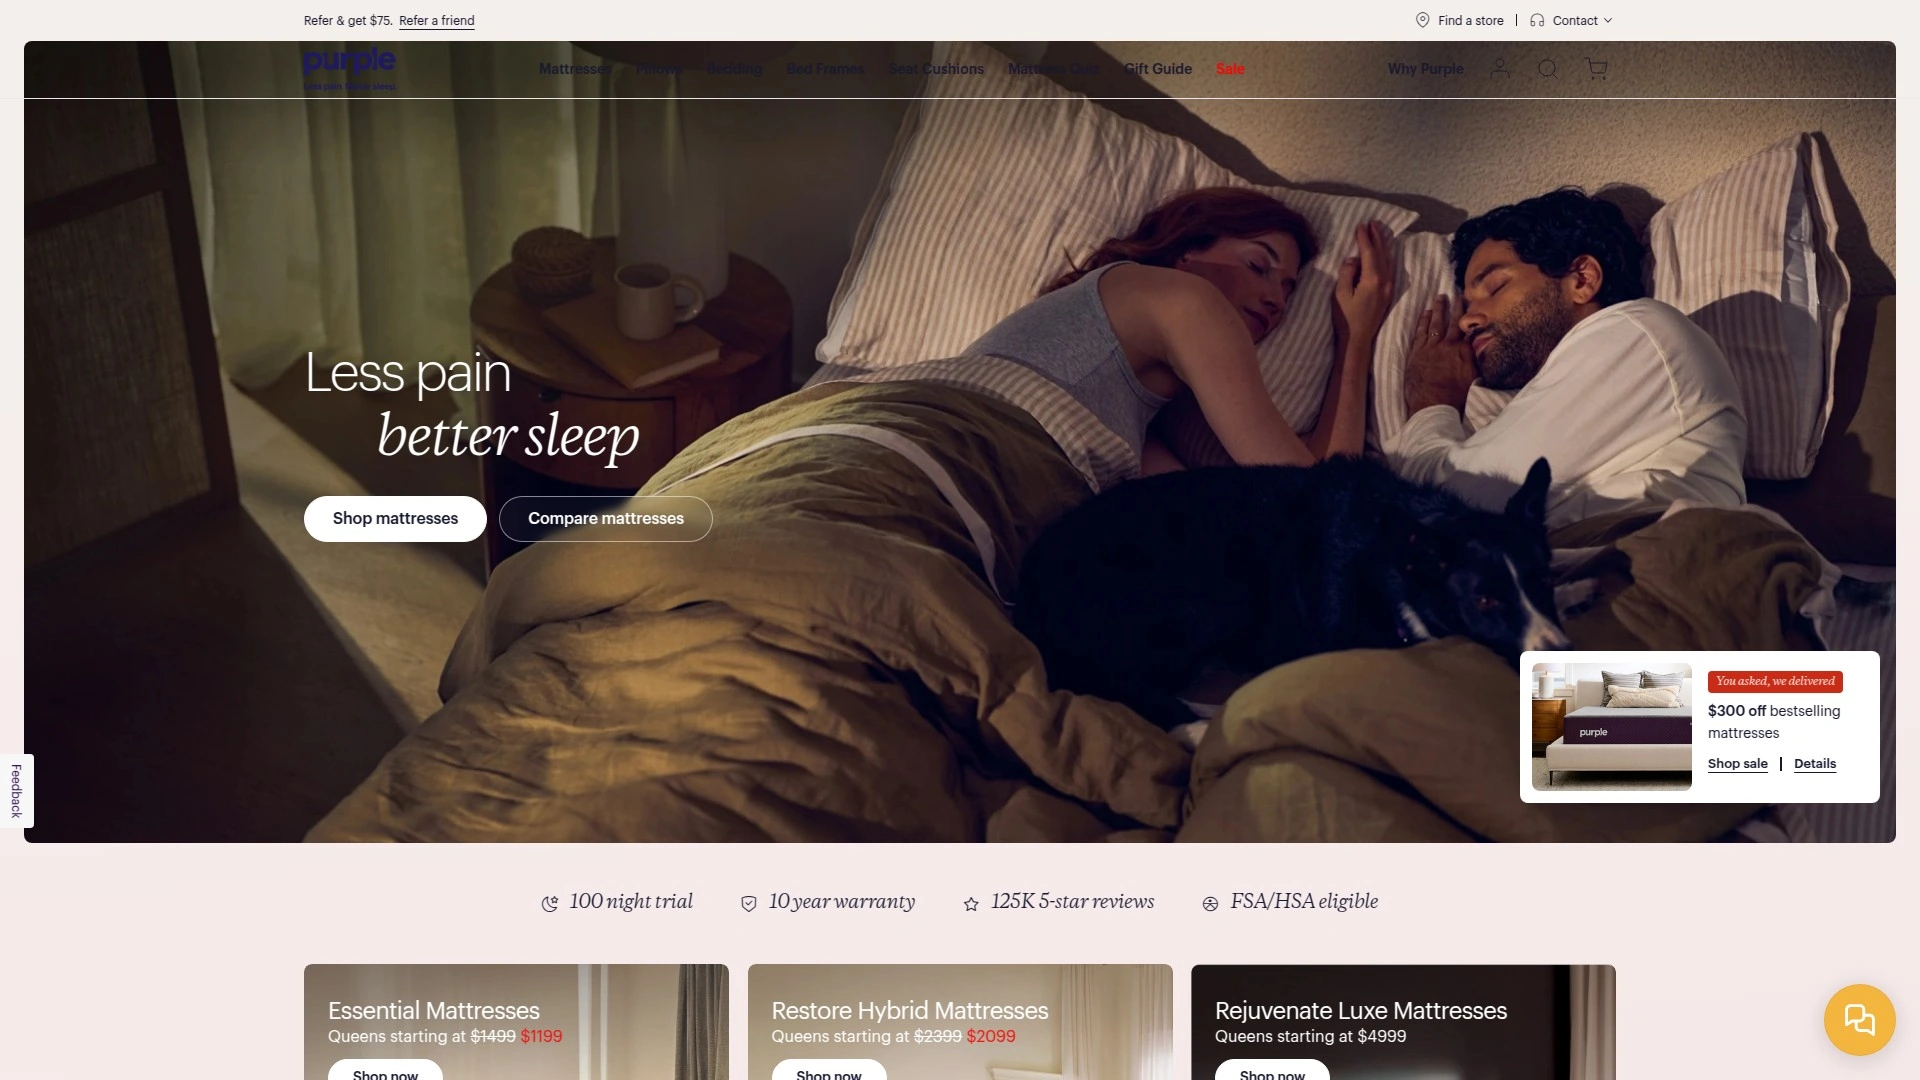 Refer & get $75. Refer a friend
Find a store | Contact
purple
Less pain. Better sleep.
Mattresses Pillows Bedding Bed Frames Seat Cushions Mattress Quiz Gift Guide Sale
Why Purple
Less pain
better sleep
Shop mattresses
Compare mattresses
purple
You asked, we delivered
$300 off bestselling
mattresses
Shop sale | Details
Feedback
100 night trial
10 year warranty
125K 5-star reviews
FSA/HSA eligible
Essential Mattresses
Queens starting at $1499 $1199
Shop now
Restore Hybrid Mattresses
Queens starting at $2399 $2099
Shop now
Rejuvenate Luxe Mattresses
Queens starting at $4999
Shop now